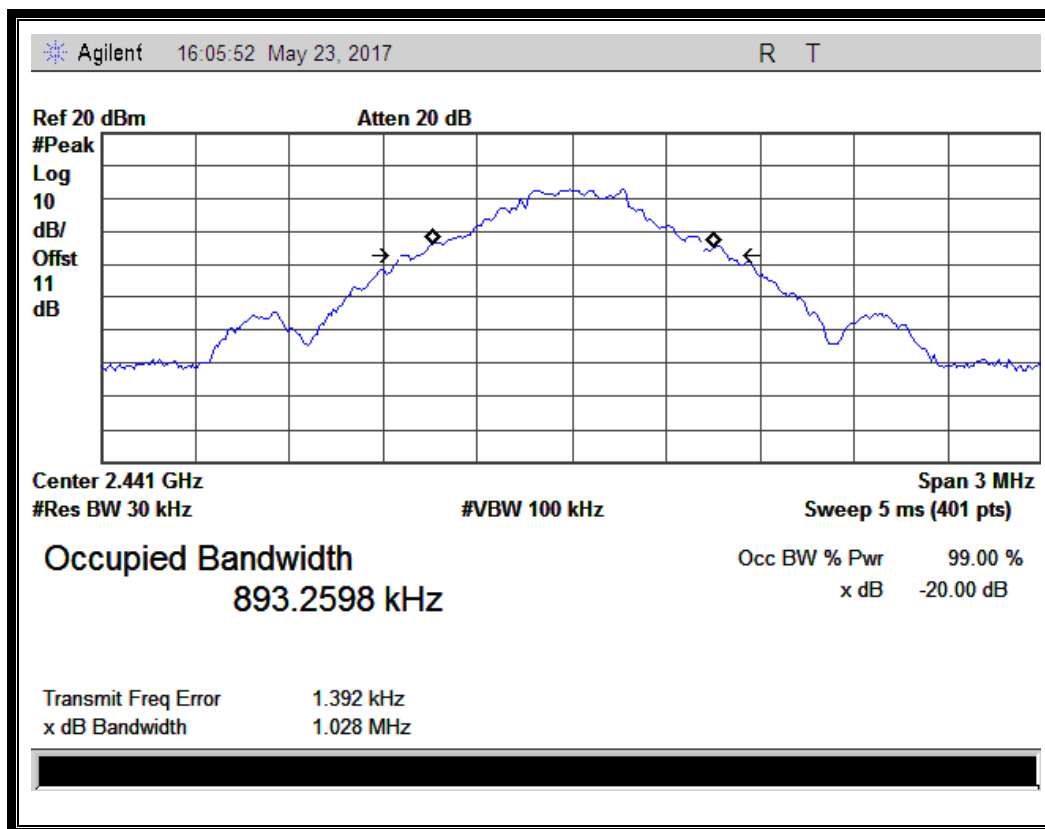 Agilent 16:05:52 May 23, 2017 R T
Ref 20 dBm Atten 20 dB
#Peak
Log
10
dB/
Offst
11
dB
Center 2.441 GHz Span 3 MHz
#Res BW 30 kHz #VBW 100 kHz Sweep 5 ms (401 pts)
Occupied Bandwidth Occ BW % Pwr 99.00 %
893.2598 kHz x dB -20.00 dB
Transmit Freq Error 1.392 kHz
x dB Bandwidth 1.028 MHz